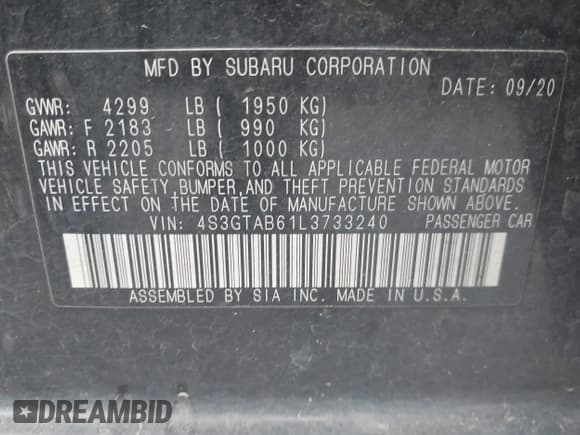 MFD BY SUBARU CORPORATION
DATE: 09/20
GVWR: 4299 LB ( 1950 KG)
GAWR: F 2183 LB ( 990 KG)
GAWR: R 2205 LB ( 1000 KG)
THIS VEHICLE CONFORMS TO ALL APPLICABLE FEDERAL MOTOR
VEHICLE SAFETY,BUMPER,AND THEFT PREVENTION STANDARDS
IN EFFECT ON THE DATE OF MANUFACTURE SHOWN ABOVE.
VIN: 4S3GTAB61L3733240 PASSENGER CAR
ASSEMBLED BY SIA INC. MADE IN U.S.A.
DREAMBID